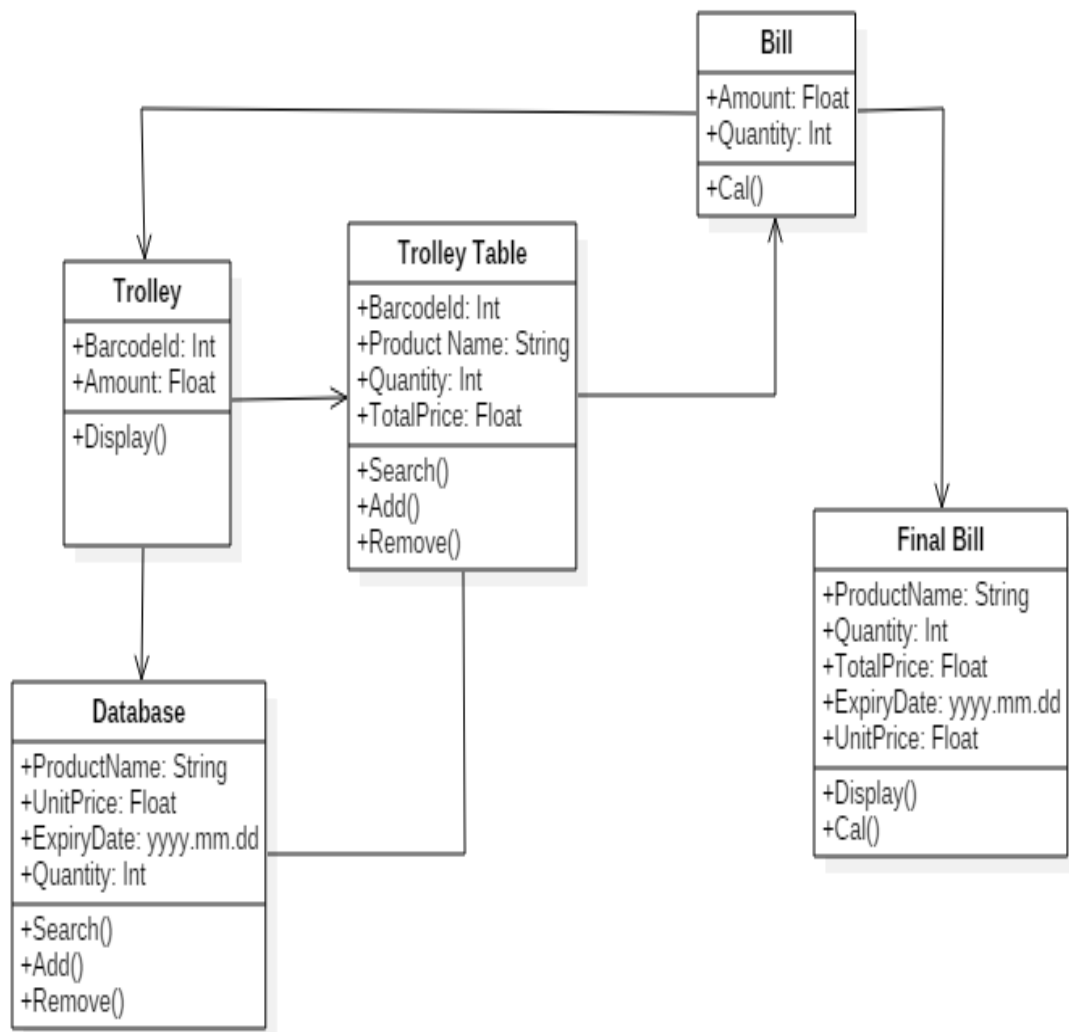 Bill
+Amount: Float
+Quantity: Int
+Cal()
Trolley
+BarcodeId: Int
+Amount: Float
+Display()
Trolley Table
+BarcodeId: Int
+Product Name: String
+Quantity: Int
+TotalPrice: Float
+Search()
+Add()
+Remove()
Database
+ProductName: String
+UnitPrice: Float
+ExpiryDate: yyyy.mm.dd
+Quantity: Int
+Search()
+Add()
+Remove()
Final Bill
+ProductName: String
+Quantity: Int
+TotalPrice: Float
+ExpiryDate: yyyy.mm.dd
+UnitPrice: Float
+Display()
+Cal()